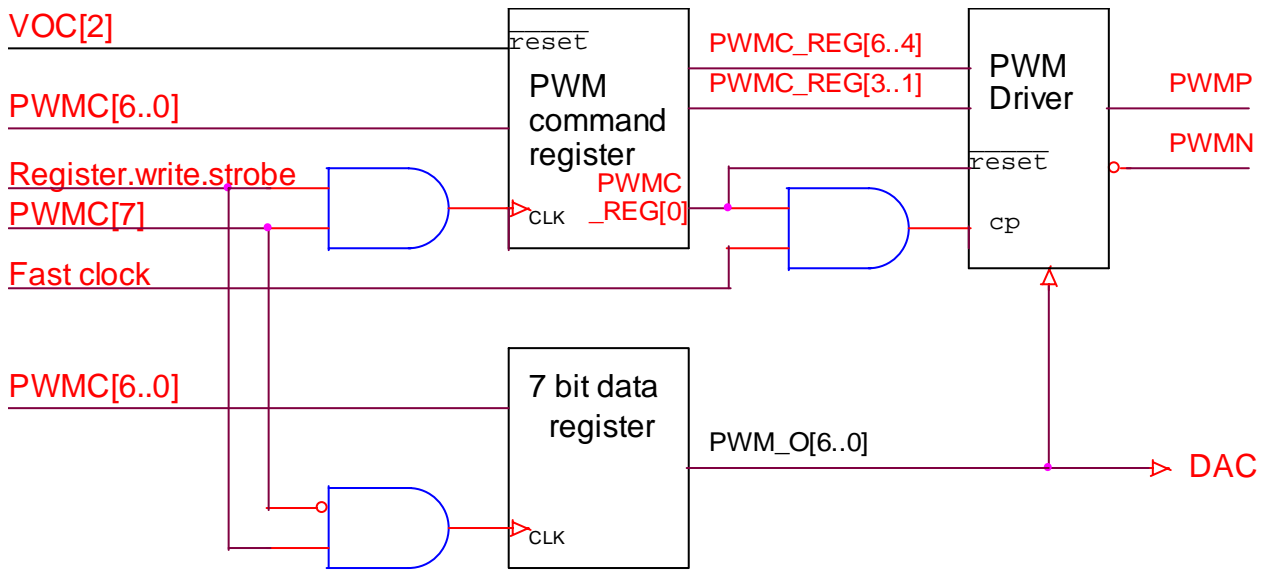 VOC[2]
reset
PWMC_REG[6..4]
PWM
command
register
PWMC_REG[3..1]
PWM
Driver
PWMP
PWMC[6..0]
PWMN
Register.write.strobe
reset
PWMC
_REG[0]
PWMC[7]
CLK
cp
Fast clock
PWMC[6..0]
7 bit data
register
PWM_O[6..0]
DAC
CLK